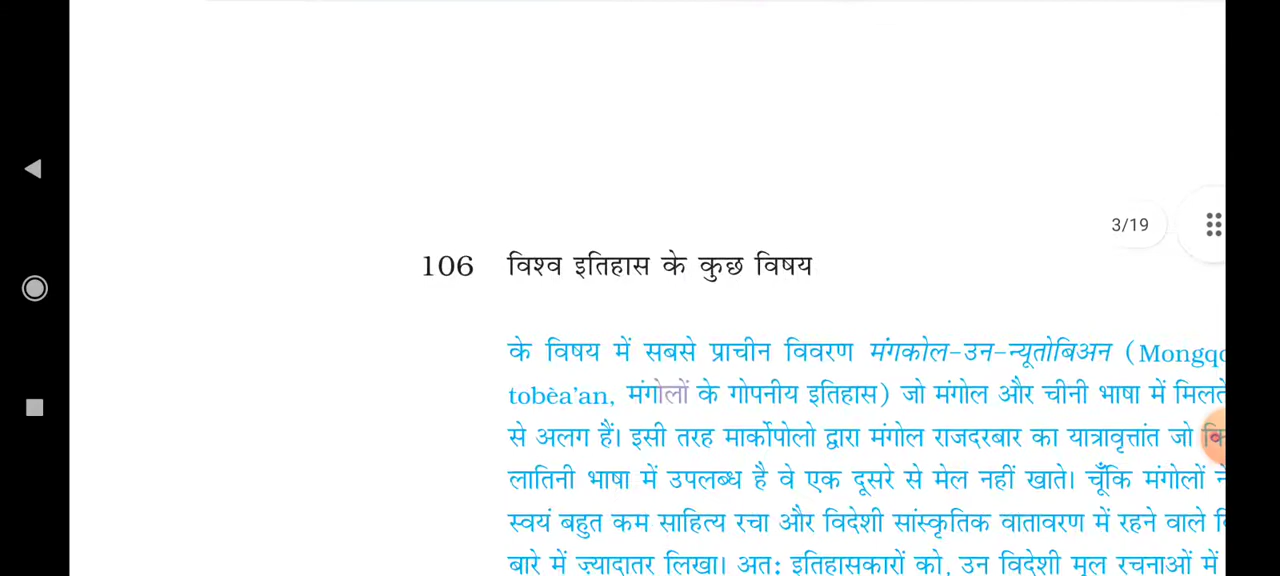 3/19
106 विश्व इतिहास के कुछ विषय
के विषय में सबसे प्राचीन विवरण मंगकोल-उन-न्यूतोबिअन (Mongqo
tobèa'an, मंगोलों के गोपनीय इतिहास) जो मंगोल और चीनी भाषा में मिलते
से अलग हैं। इसी तरह मार्कोपोलो द्वारा मंगोल राजदरबार का यात्रावृत्तांत जो कि
लातिनी भाषा में उपलब्ध है वे एक दूसरे से मेल नहीं खाते। चूँकि मंगोलों ने
स्वयं बहुत कम साहित्य रचा और विदेशी सांस्कृतिक वातावरण में रहने वाले
बारे में ज़्यादातर लिखा। अत: इतिहासकारों को, उन विदेशी मूल रचनाओं में